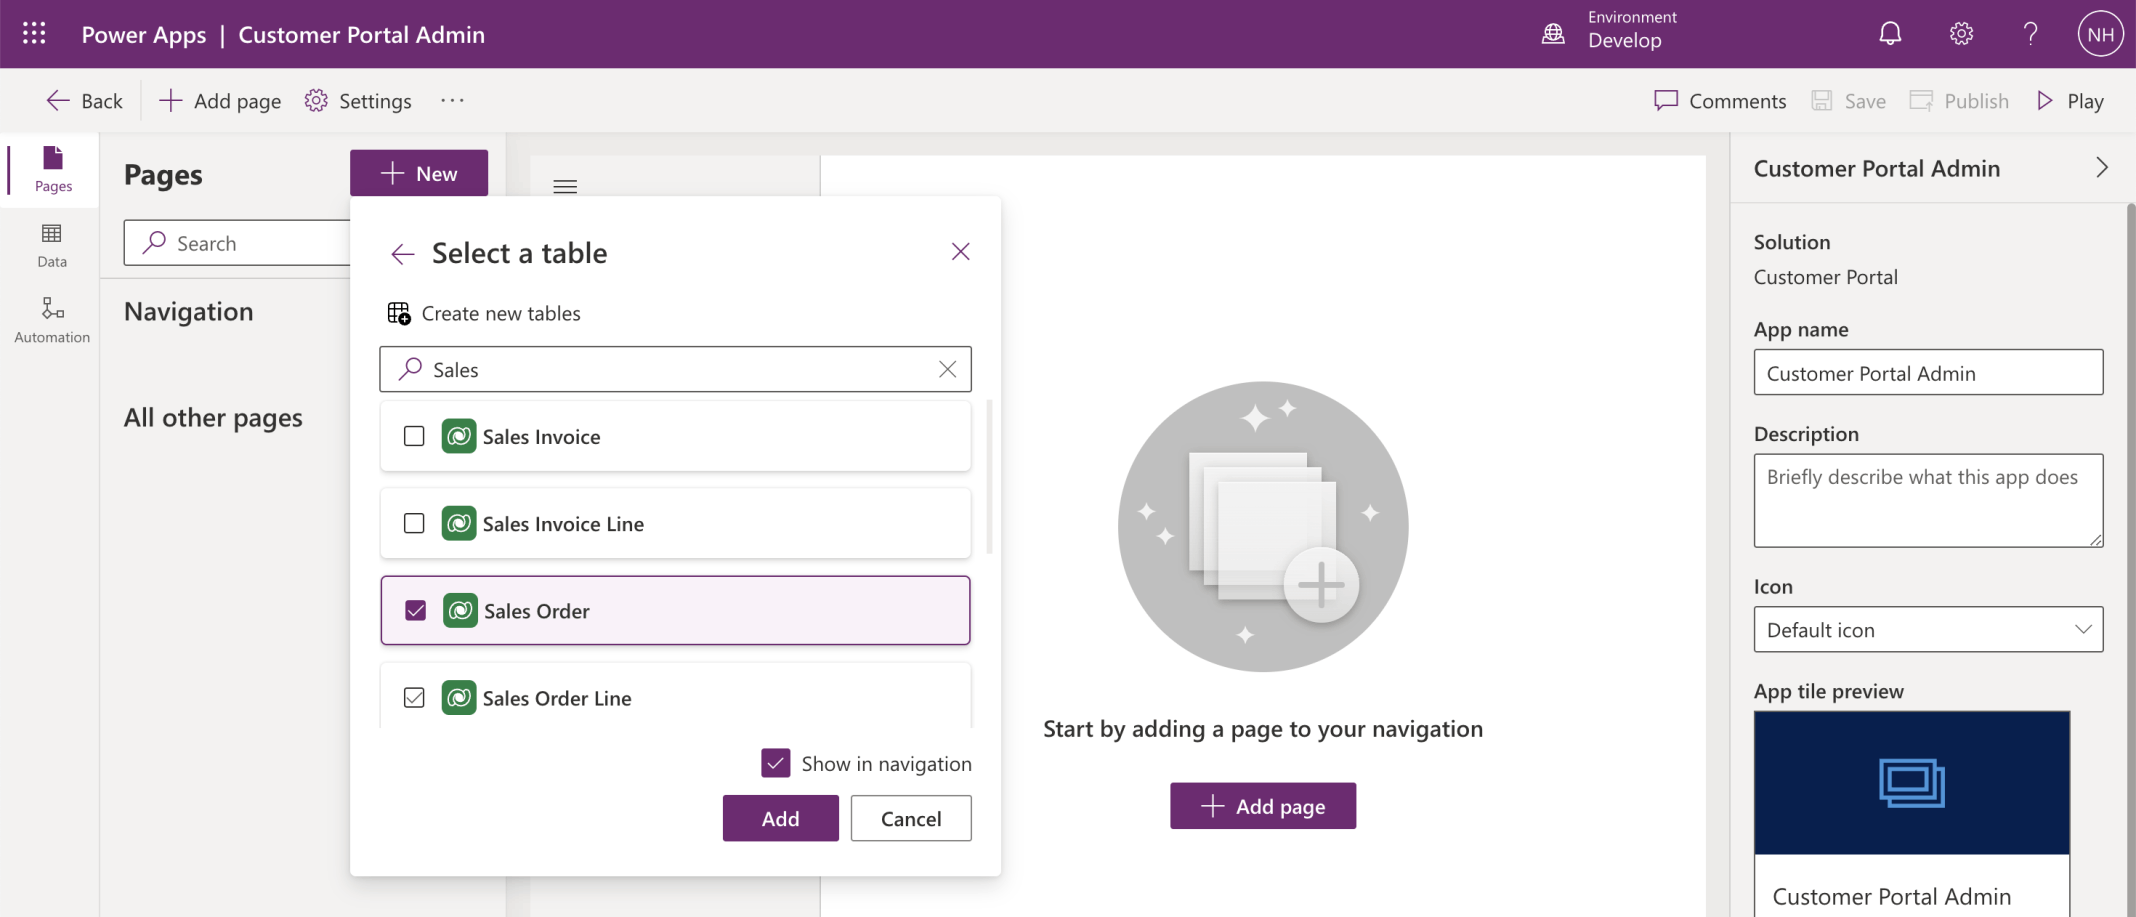 Power Apps | Customer Portal Admin
Environment
Develop
?
NH
Back
Add page
Settings
...
Comments
Save
Publish
Play
Pages
Data
Automation
Pages
New
Search
Navigation
All other pages
Select a table
Create new tables
Sales
Sales Invoice
Sales Invoice Line
Sales Order
Sales Order Line
Show in navigation
Add
Cancel
Start by adding a page to your navigation
Add page
Customer Portal Admin
Solution
Customer Portal
App name
Customer Portal Admin
Description
Briefly describe what this app does
Icon
Default icon
App tile preview
Customer Portal Admin